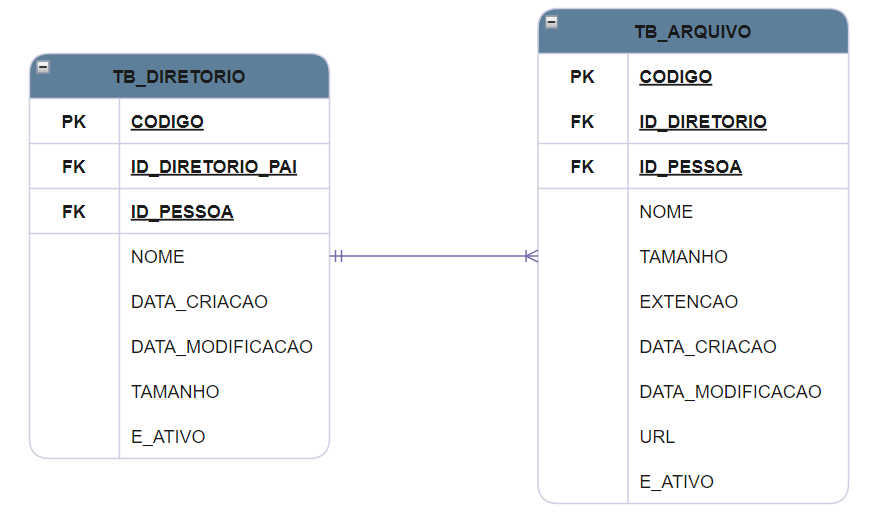 TB_DIRETORIO
PK CODIGO
FK ID_DIRETORIO_PAI
FK ID_PESSOA
NOME
DATA_CRIACAO
DATA_MODIFICACAO
TAMANHO
E_ATIVO
TB_ARQUIVO
PK CODIGO
FK ID_DIRETORIO
FK ID_PESSOA
NOME
TAMANHO
EXTENCAO
DATA_CRIACAO
DATA_MODIFICACAO
URL
E_ATIVO